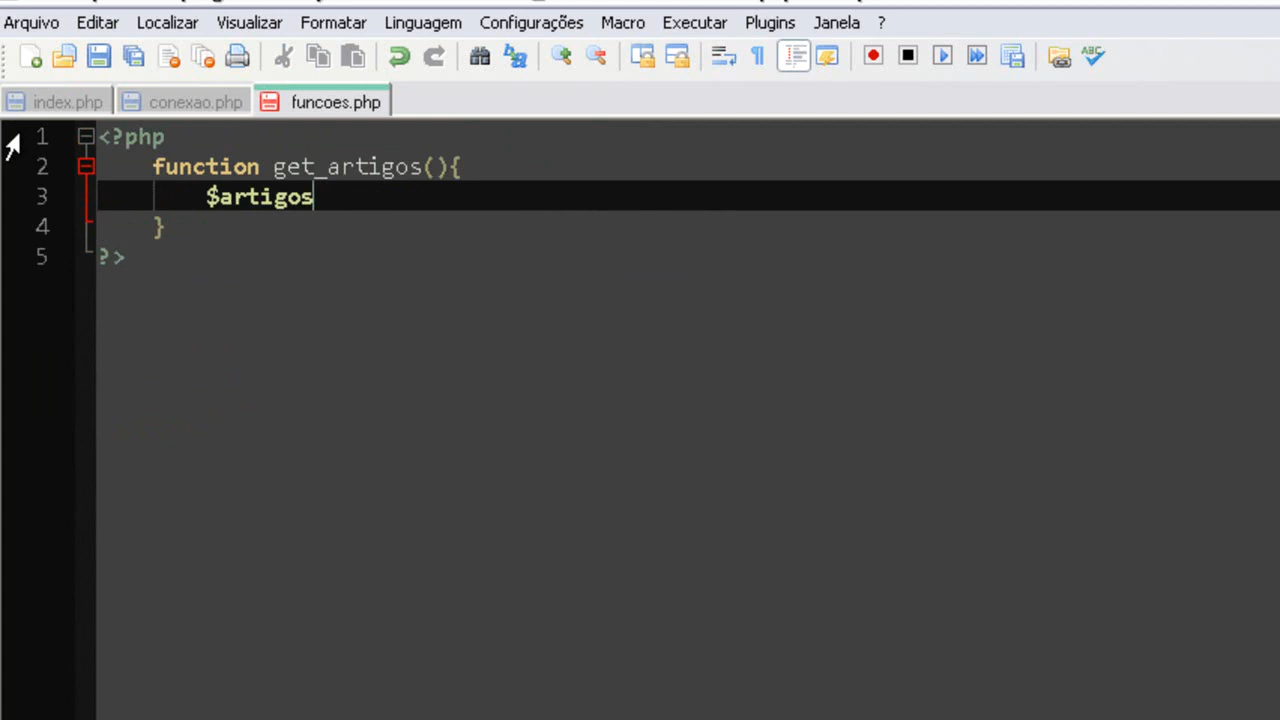 Arquivo Editar Localizar Visualizar Formatar Linguagem Configurações Macro Executar Plugins Janela ?
index.php conexao.php funcoes.php
1 <?php
2 function get_artigos(){
3 $artigos
4 }
5 ?>